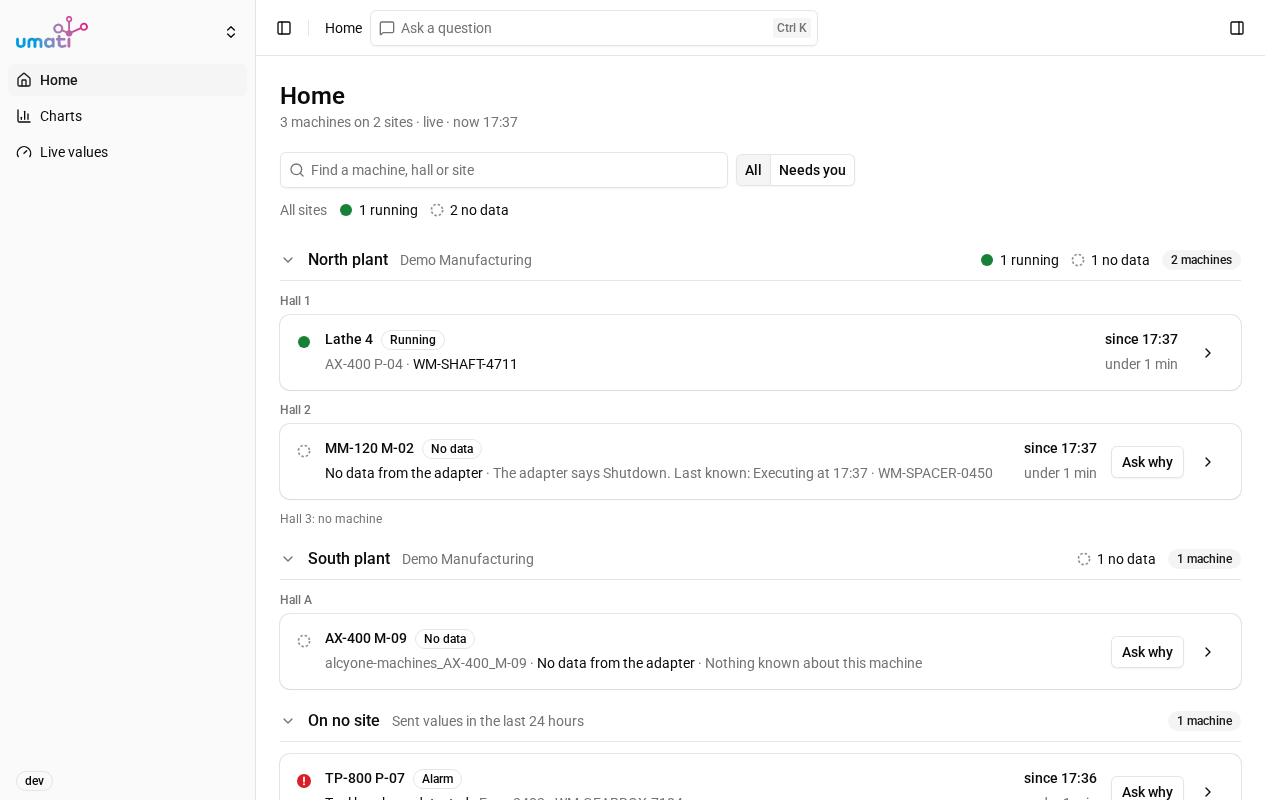 umati
Home
Charts
Live values
dev
Home
Ask a question
Ctrl K
Home
3 machines on 2 sites · live · now 17:37
Find a machine, hall or site
All
Needs you
All sites
1 running
2 no data
North plant
Demo Manufacturing
1 running
1 no data
2 machines
Hall 1
Lathe 4
Running
since 17:37
AX-400 P-04 · WM-SHAFT-4711
under 1 min
Hall 2
MM-120 M-02
No data
since 17:37
No data from the adapter · The adapter says Shutdown. Last known: Executing at 17:37 · WM-SPACER-0450
under 1 min
Ask why
Hall 3: no machine
South plant
Demo Manufacturing
1 no data
1 machine
Hall A
AX-400 M-09
No data
alcyone-machines_AX-400_M-09 · No data from the adapter · Nothing known about this machine
Ask why
On no site
Sent values in the last 24 hours
1 machine
TP-800 P-07
Alarm
since 17:36
Ask why